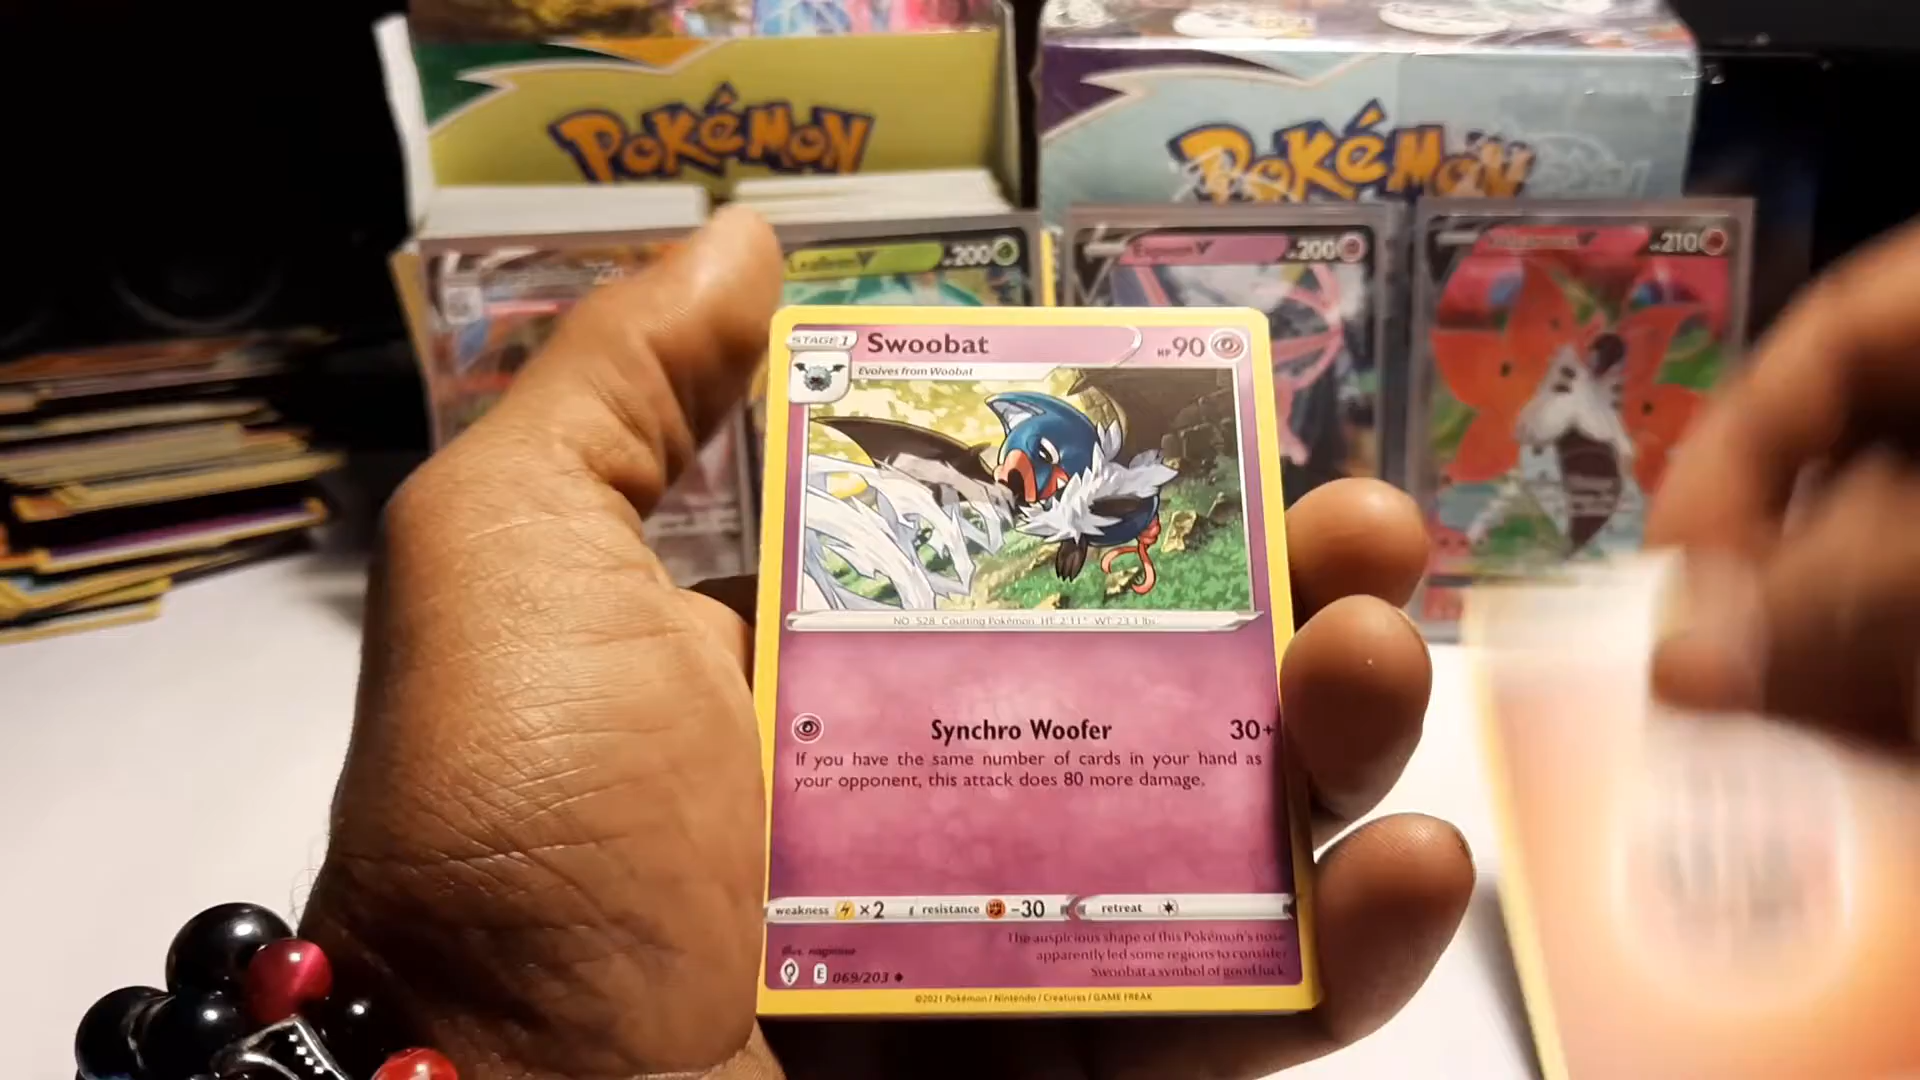 POKÉMON
POKÉMON
200
200
210
STAGE 1
Swoobat
HP 90
Evolves from Woobat
NO. 528 Courting Pokémon HT: 2'11" WT: 23.1 lbs.
Synchro Woofer 30+
If you have the same number of cards in your hand as
your opponent, this attack does 80 more damage.
weakness ×2 resistance -30 retreat
The auspicious shape of this Pokémon's nose
apparently led some regions to consider
Swoobat a symbol of good luck.
E 069/203
©2021 Pokémon / Nintendo / Creatures / GAME FREAK